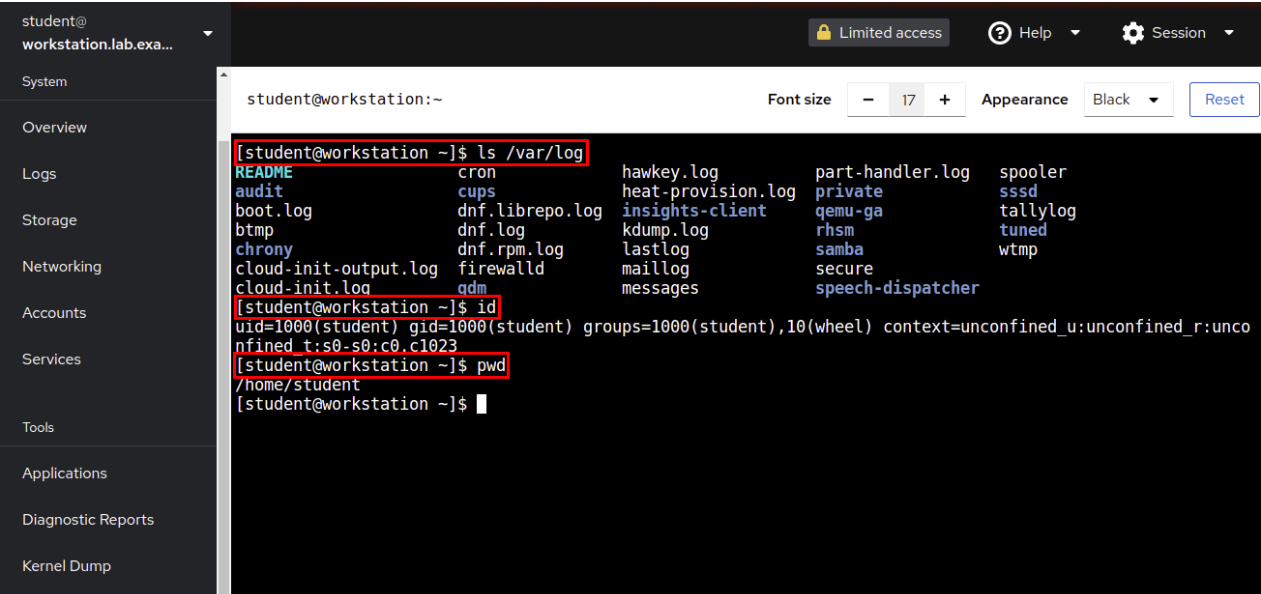 student@
workstation.lab.exa...
Limited access
Help
Session
System
Overview
Logs
Storage
Networking
Accounts
Services
Tools
Applications
Diagnostic Reports
Kernel Dump
student@workstation:~
Font size − 17 + Appearance Black Reset
[student@workstation ~]$ ls /var/log
README cron hawkey.log part-handler.log spooler
audit cups heat-provision.log private sssd
boot.log dnf.librepo.log insights-client qemu-ga tallylog
btmp dnf.log kdump.log rhsm tuned
chrony dnf.rpm.log lastlog samba wtmp
cloud-init-output.log firewalld maillog secure
cloud-init.log gdm messages speech-dispatcher
[student@workstation ~]$ id
uid=1000(student) gid=1000(student) groups=1000(student),10(wheel) context=unconfined_u:unconfined_r:unco
nfined_t:s0-s0:c0.c1023
[student@workstation ~]$ pwd
/home/student
[student@workstation ~]$